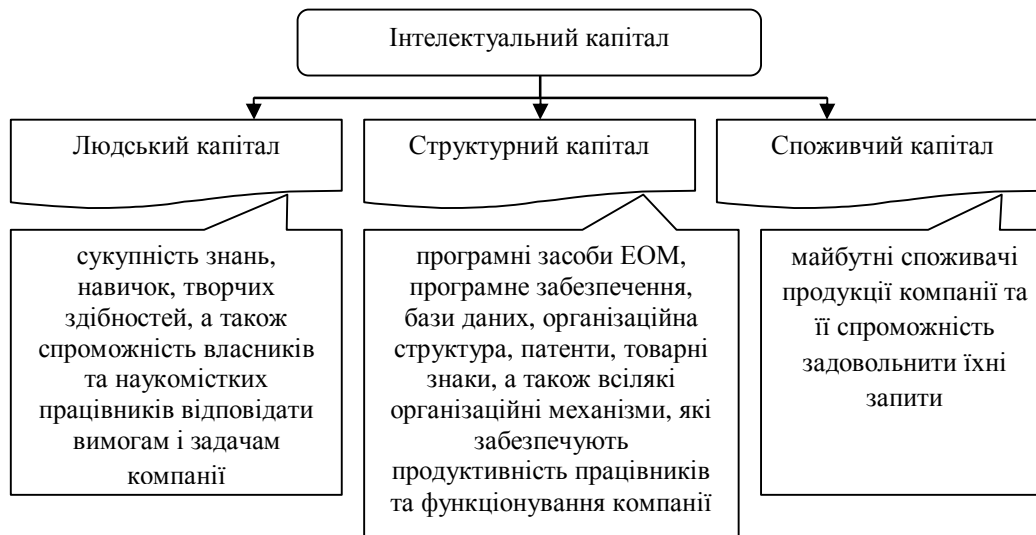 Інтелектуальний капітал
Людський капітал
Структурний капітал
Споживчий капітал
сукупність знань,
навичок, творчих
здібностей, а також
спроможність власників
та наукомістких
працівників відповідати
вимогам і задачам
компанії
програмні засоби ЕОМ,
програмне забезпечення,
бази даних, організаційна
структура, патенти, товарні
знаки, а також всілякі
організаційні механізми, які
забезпечують
продуктивність працівників
та функціонування компанії
майбутні споживачі
продукції компанії та
її спроможність
задовольнити їхні
запити